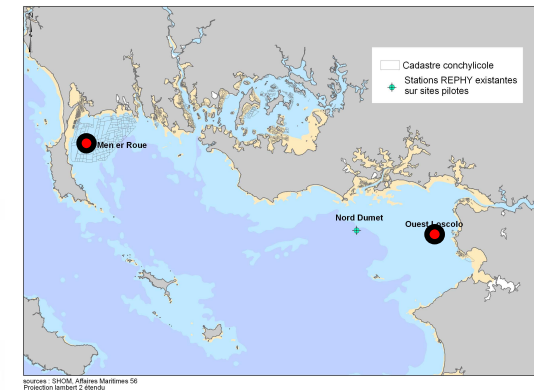 Cadastre conchylicole
Stations REPHY existantes
sur sites pilotes
Men er Roue
Nord Dumet
Ouest Loscolo
sources : SHOM, Affaires Maritimes 56
Projection lambert 2 étendu